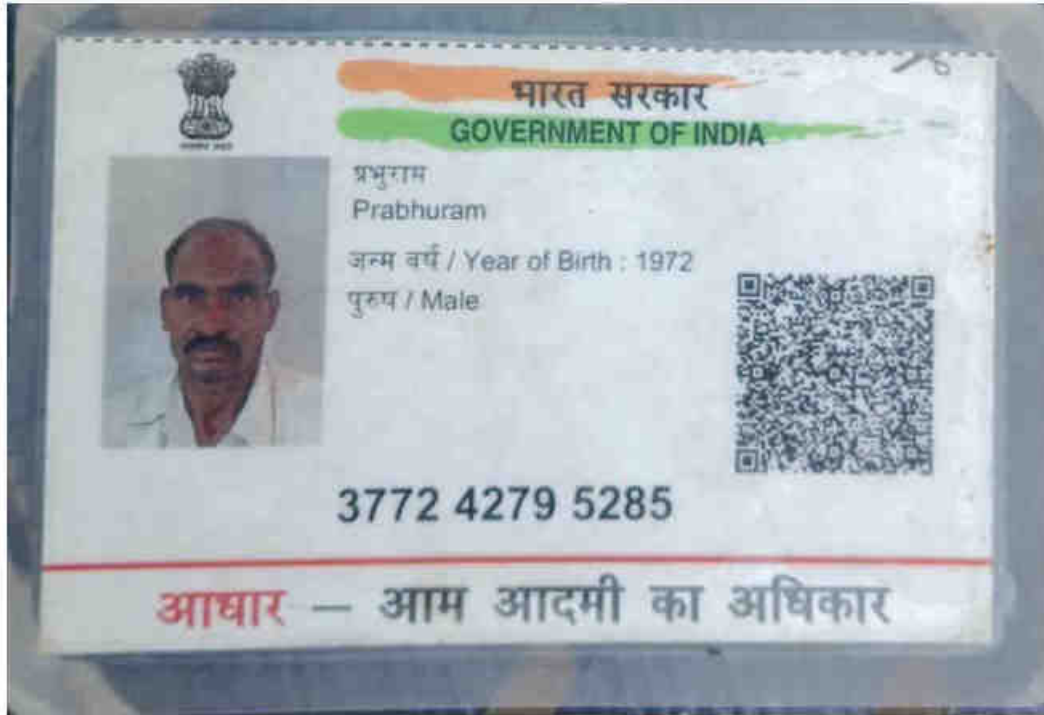 भारत सरकार
GOVERNMENT OF INDIA
प्रभुराम
Prabhuram
जन्म वर्ष / Year of Birth : 1972
पुरुष / Male
3772 4279 5285
आधार — आम आदमी का अधिकार